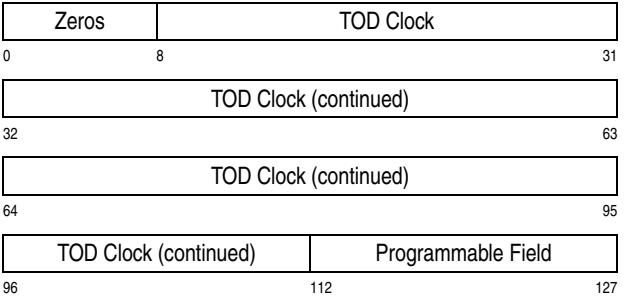 Zeros TOD Clock
0 8 31
TOD Clock (continued)
32 63
TOD Clock (continued)
64 95
TOD Clock (continued) Programmable Field
96 112 127